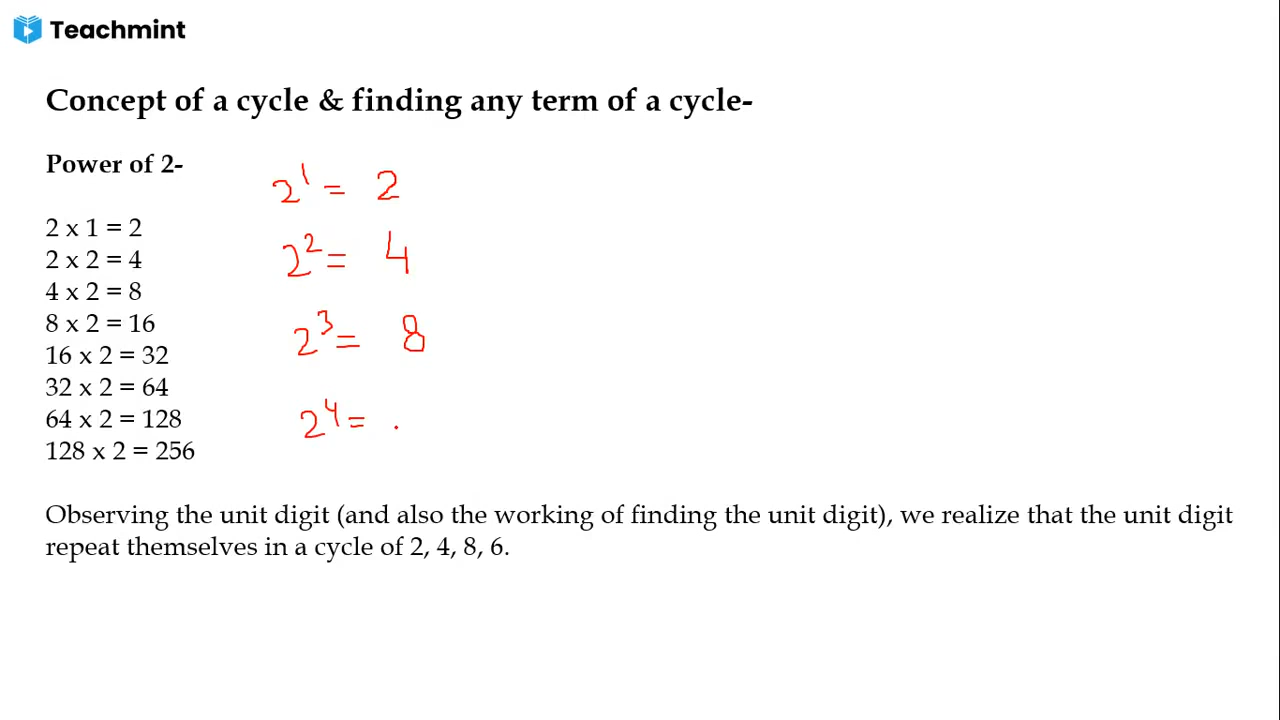 Teachmint
Concept of a cycle & finding any term of a cycle-
Power of 2-
2 x 1 = 2
2 x 2 = 4
4 x 2 = 8
8 x 2 = 16
16 x 2 = 32
32 x 2 = 64
64 x 2 = 128
128 x 2 = 256
2¹ = 2
2² = 4
2³ = 8
2⁴ = .
Observing the unit digit (and also the working of finding the unit digit), we realize that the unit digit
repeat themselves in a cycle of 2, 4, 8, 6.